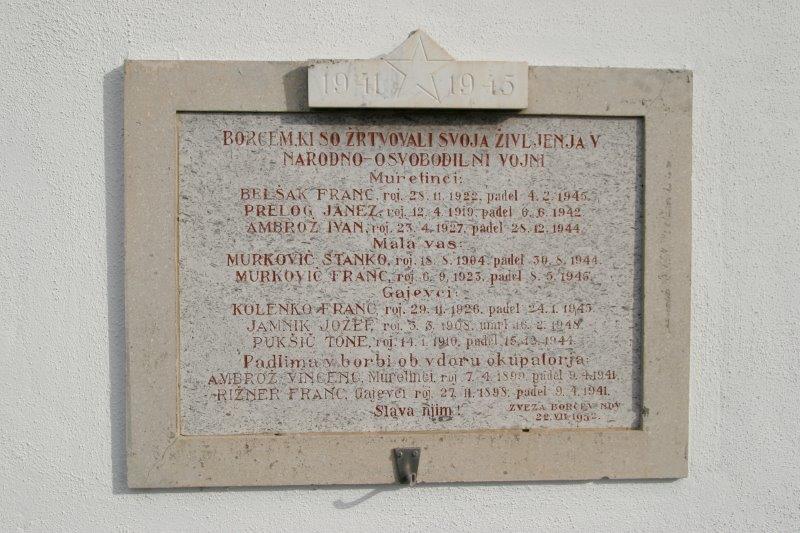 1941 1945
BORCEM, KI SO ŽRTVOVALI SVOJA ŽIVLJENJA V
NARODNO-OSVOBODILNI VOJNI
Muretinci:
BELŠAK FRANC, roj. 28. 11. 1922, padel 4. 2. 1945.
PRELOG JANEZ, roj. 12. 4. 1919, padel 6. 6. 1942
AMBROŽ IVAN, roj. 23. 4. 1927, padel 28. 12. 1944.
Mala vas:
MURKOVIČ STANKO, roj. 18. 8. 1904, padel 30. 8. 1944.
MURKOVIČ FRANC, roj. 6. 9. 1923, padel 8. 5. 1945.
Gajevci:
KOLENKO FRANC, roj. 29. 11. 1926, padel 24. 1. 1945.
JAMNIK JOŽEF, roj. 3. 3. 1908, umrl 16. 2. 1948.
PUKŠIČ TONE, roj. 14. 1. 1910, padel 15. 12. 1944.
Padlima v borbi ob vdoru okupatorja:
AMBROŽ VINCENC, Muretinci, roj. 7. 4. 1899, padel 9. 4. 1941.
RIŽNER FRANC, Gajevci roj. 27. 11. 1898, padel 9. 4. 1941.
Slava njim!
ZVEZA BORCEV NOV
22. VII. 1952.